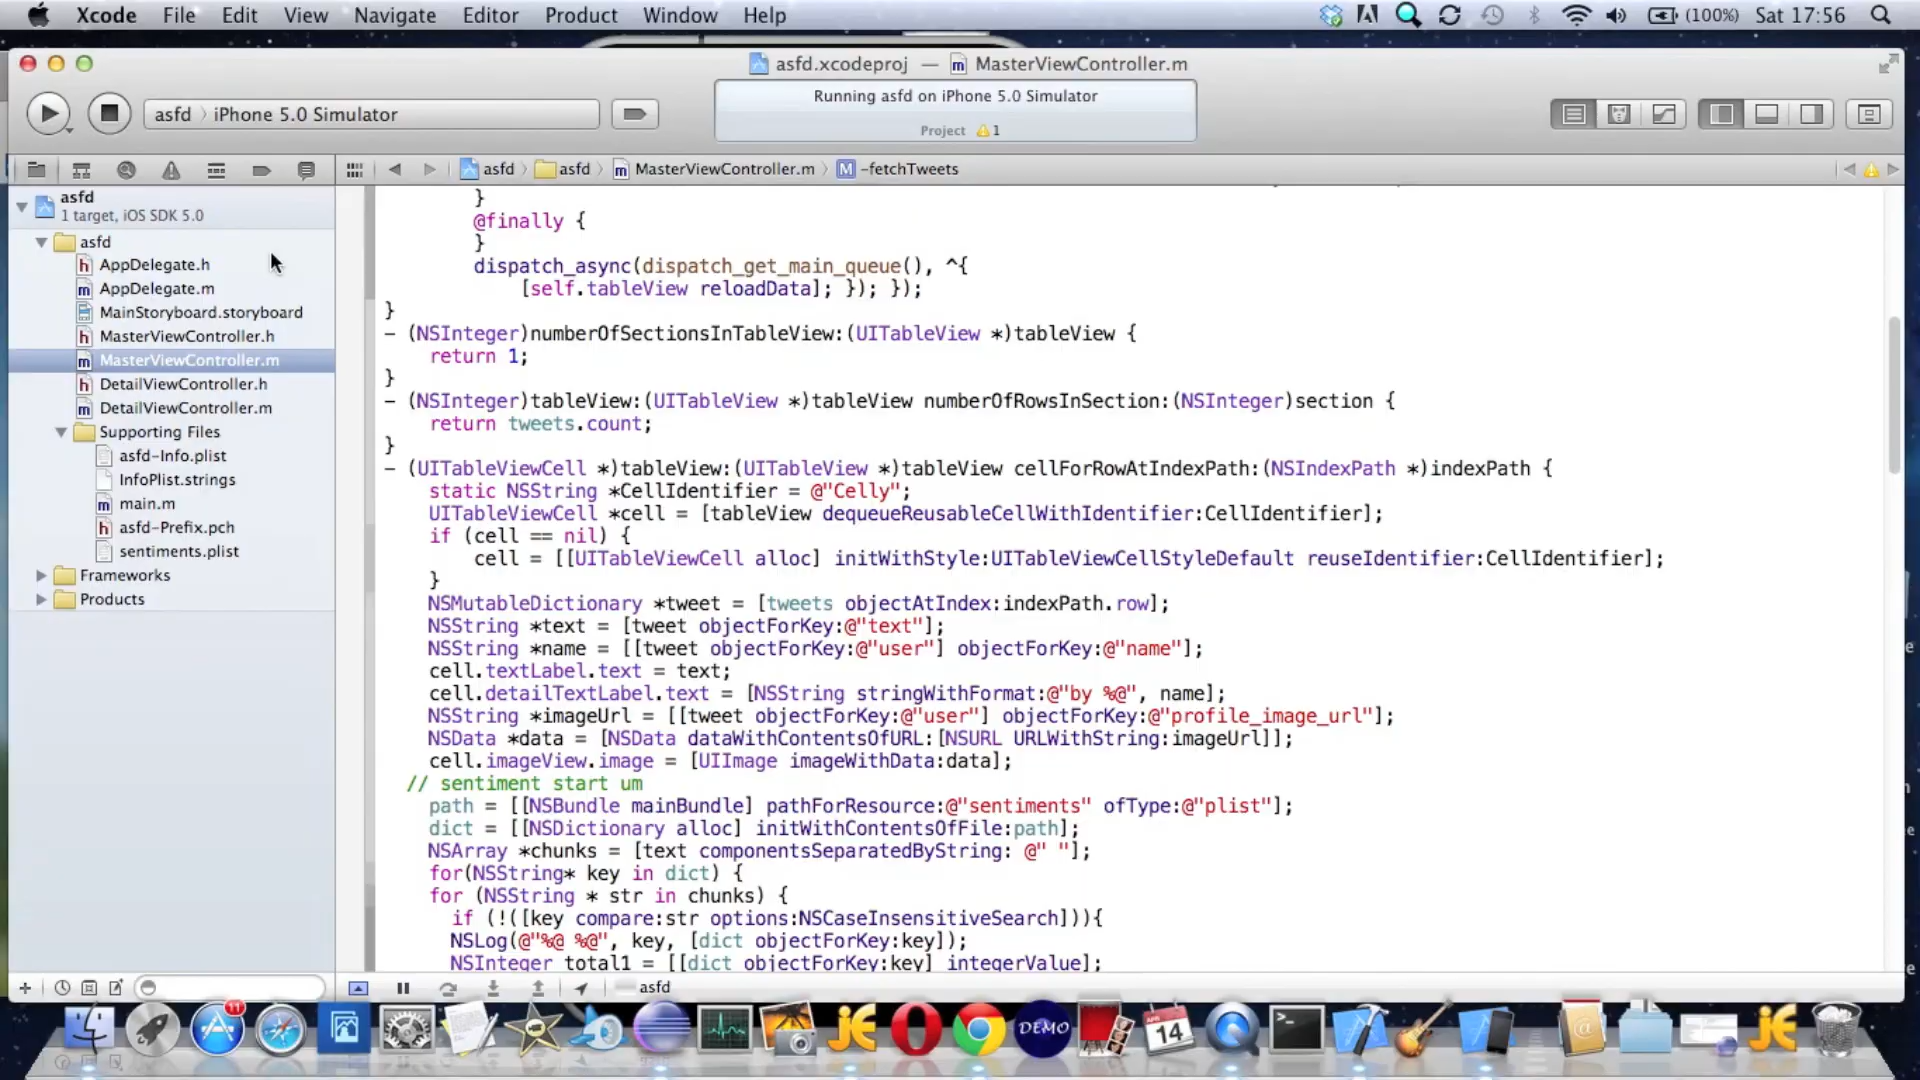 Xcode File Edit View Navigate Editor Product Window Help (100%) Sat 17:56
asfd.xcodeproj — MasterViewController.m
asfd iPhone 5.0 Simulator
Running asfd on iPhone 5.0 Simulator
Project 1
asfd asfd MasterViewController.m M -fetchTweets
asfd
1 target, iOS SDK 5.0
asfd
h AppDelegate.h
m AppDelegate.m
MainStoryboard.storyboard
h MasterViewController.h
m MasterViewController.m
h DetailViewController.h
m DetailViewController.m
Supporting Files
asfd-Info.plist
InfoPlist.strings
m main.m
h asfd-Prefix.pch
sentiments.plist
Frameworks
Products
}
@finally {
}
dispatch_async(dispatch_get_main_queue(), ^{
[self.tableView reloadData]; }); });
}
- (NSInteger)numberOfSectionsInTableView:(UITableView *)tableView {
return 1;
}
- (NSInteger)tableView:(UITableView *)tableView numberOfRowsInSection:(NSInteger)section {
return tweets.count;
}
- (UITableViewCell *)tableView:(UITableView *)tableView cellForRowAtIndexPath:(NSIndexPath *)indexPath {
static NSString *CellIdentifier = @"Celly";
UITableViewCell *cell = [tableView dequeueReusableCellWithIdentifier:CellIdentifier];
if (cell == nil) {
cell = [[UITableViewCell alloc] initWithStyle:UITableViewCellStyleDefault reuseIdentifier:CellIdentifier];
}
NSMutableDictionary *tweet = [tweets objectAtIndex:indexPath.row];
NSString *text = [tweet objectForKey:@"text"];
NSString *name = [[tweet objectForKey:@"user"] objectForKey:@"name"];
cell.textLabel.text = text;
cell.detailTextLabel.text = [NSString stringWithFormat:@"by %@", name];
NSString *imageUrl = [[tweet objectForKey:@"user"] objectForKey:@"profile_image_url"];
NSData *data = [NSData dataWithContentsOfURL:[NSURL URLWithString:imageUrl]];
cell.imageView.image = [UIImage imageWithData:data];
// sentiment start um
path = [[NSBundle mainBundle] pathForResource:@"sentiments" ofType:@"plist"];
dict = [[NSDictionary alloc] initWithContentsOfFile:path];
NSArray *chunks = [text componentsSeparatedByString: @" "];
for(NSString* key in dict) {
for (NSString * str in chunks) {
if (!([key compare:str options:NSCaseInsensitiveSearch])){
NSLog(@"%@ %@", key, [dict objectForKey:key]);
NSInteger total1 = [[dict objectForKey:key] integerValue];
asfd
11
DEMO
14